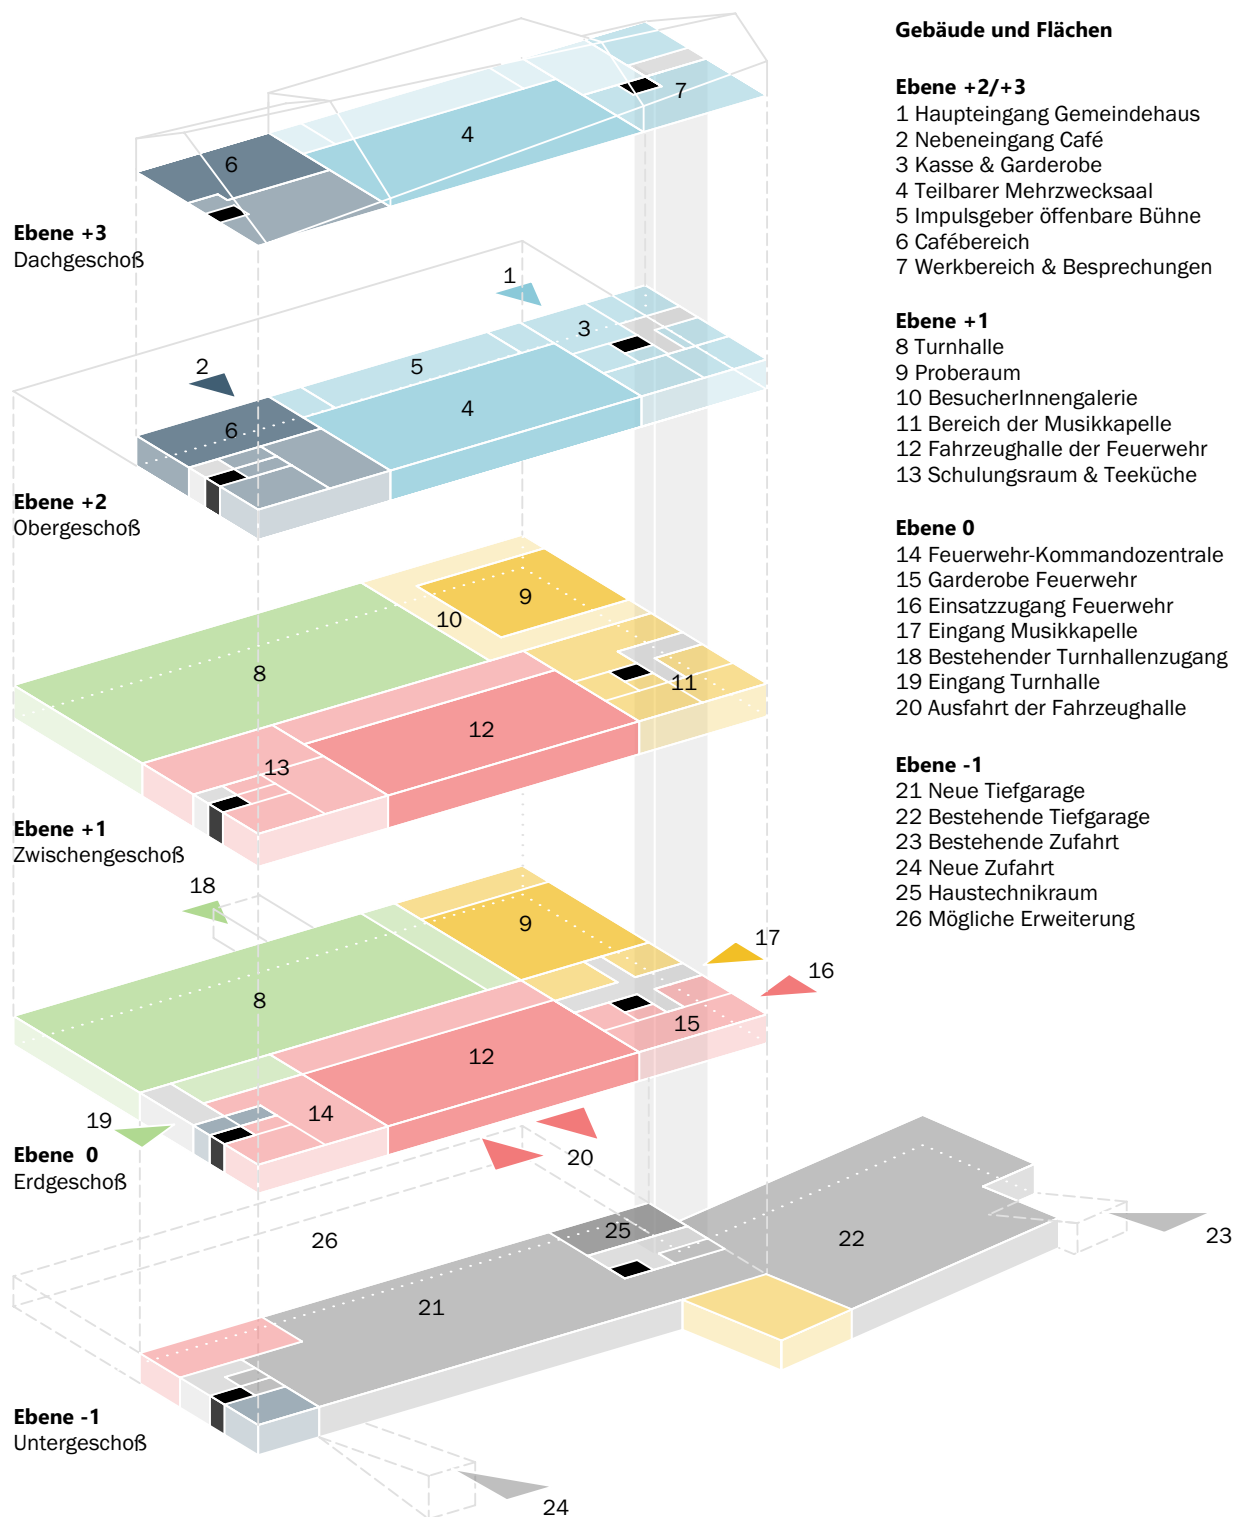 Gebäude und Flächen
Ebene +2/+3
1 Haupteingang Gemeindehaus
2 Nebeneingang Café
3 Kasse & Garderobe
4 Teilbarer Mehrzwecksaal
5 Impulsgeber öffenbare Bühne
6 Cafébereich
7 Werkbereich & Besprechungen
Ebene +1
8 Turnhalle
9 Proberaum
10 BesucherInnengalerie
11 Bereich der Musikkapelle
12 Fahrzeughalle der Feuerwehr
13 Schulungsraum & Teeküche
Ebene 0
14 Feuerwehr-Kommandozentrale
15 Garderobe Feuerwehr
16 Einsatzzugang Feuerwehr
17 Eingang Musikkapelle
18 Bestehender Turnhallenzugang
19 Eingang Turnhalle
20 Ausfahrt der Fahrzeughalle
Ebene -1
21 Neue Tiefgarage
22 Bestehende Tiefgarage
23 Bestehende Zufahrt
24 Neue Zufahrt
25 Haustechnikraum
26 Mögliche Erweiterung
7
4
6
Ebene +3
Dachgeschoß
1
3
2
5
4
6
Ebene +2
Obergeschoß
9
10
8
11
12
13
Ebene +1
Zwischengeschoß
18
9
17
16
8
15
12
14
19
20
Ebene 0
Erdgeschoß
25
22
23
26
21
Ebene -1
Untergeschoß
24